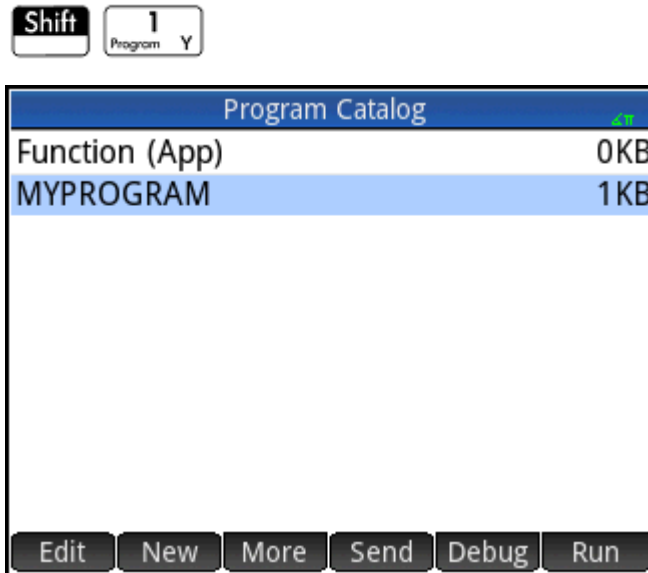 Shift
1
Program Y
Program Catalog ∠π
Function (App) 0KB
MYPROGRAM 1KB
Edit New More Send Debug Run